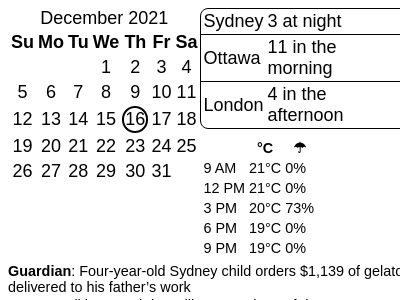 December 2021
Su Mo Tu We Th Fr Sa
1 2 3 4
5 6 7 8 9 10 11
12 13 14 15 16 17 18
19 20 21 22 23 24 25
26 27 28 29 30 31
Sydney 3 at night
Ottawa 11 in the
morning
London 4 in the
afternoon
°C ☂
9 AM 21°C 0%
12 PM 21°C 0%
3 PM 20°C 73%
6 PM 19°C 0%
9 PM 19°C 0%
Guardian: Four-year-old Sydney child orders $1,139 of gelato
delivered to his father’s work